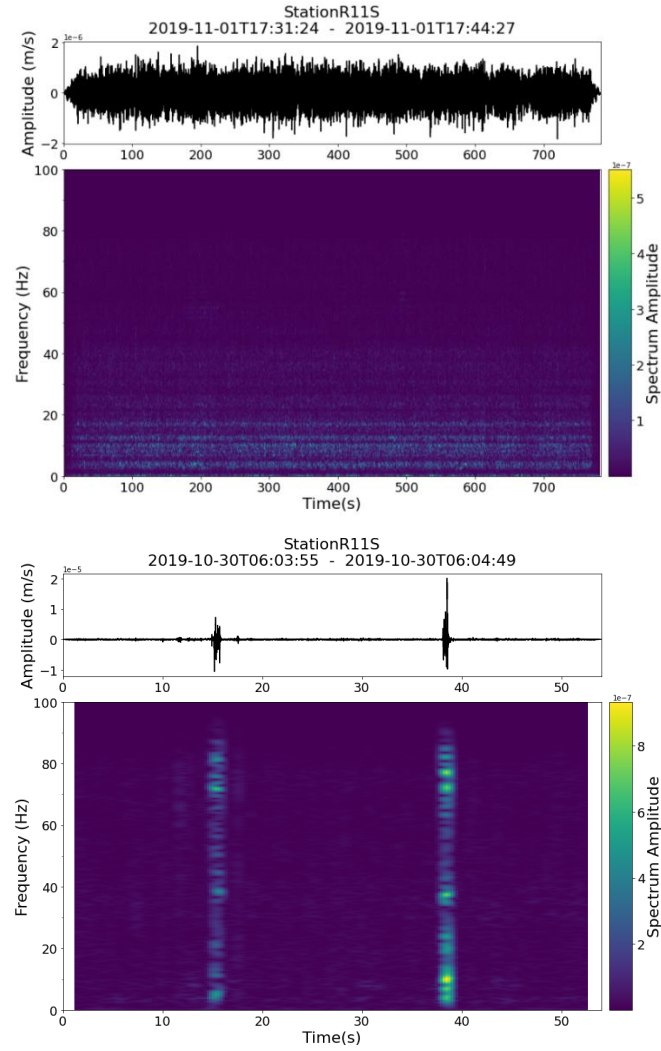 StationR11S
2019-11-01T17:31:24 - 2019-11-01T17:44:27
1e-6
Amplitude (m/s)
2
0
−2
0 100 200 300 400 500 600 700
Frequency (Hz)
100
80
60
40
20
0
0 100 200 300 400 500 600 700
Time(s)
1e-7
5
4
3
2
1
Spectrum Amplitude
StationR11S
2019-10-30T06:03:55 - 2019-10-30T06:04:49
1e-5
Amplitude (m/s)
2
1
0
−1
0 10 20 30 40 50
Frequency (Hz)
100
80
60
40
20
0
0 10 20 30 40 50
Time(s)
1e-7
8
6
4
2
Spectrum Amplitude